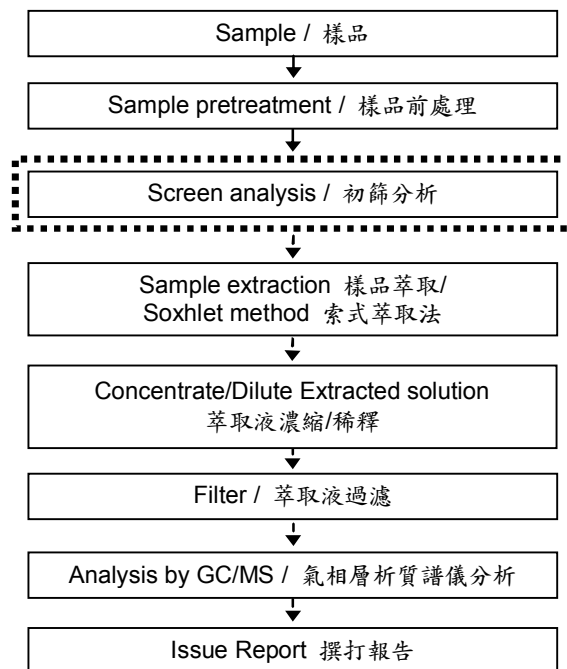 Sample / 樣品
Sample pretreatment / 樣品前處理
Screen analysis / 初篩分析
Sample extraction 樣品萃取/
Soxhlet method 索式萃取法
Concentrate/Dilute Extracted solution
萃取液濃縮/稀釋
Filter / 萃取液過濾
Analysis by GC/MS / 氣相層析質譜儀分析
Issue Report 撰打報告